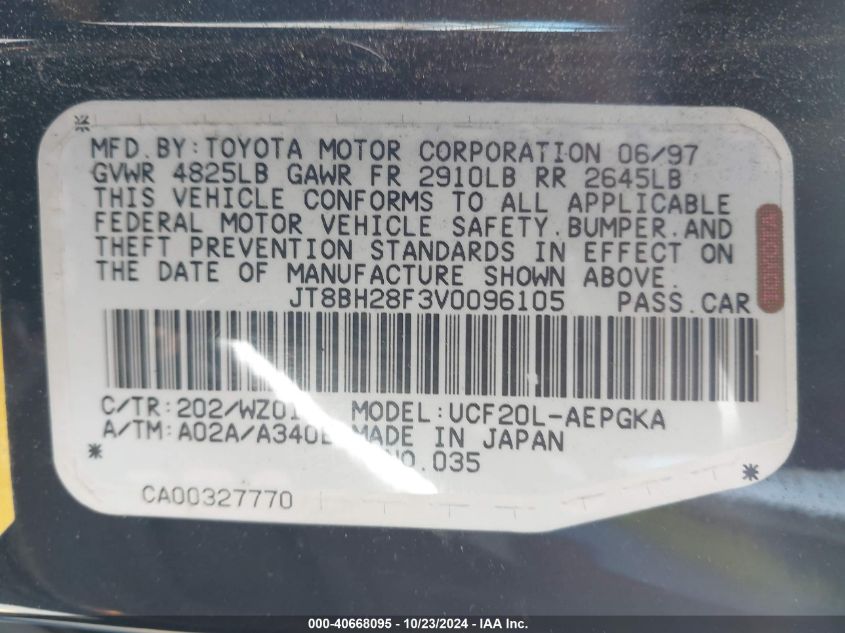 MFD.BY:TOYOTA MOTOR CORPORATION 06/97
GVWR 4825LB GAWR FR 2910LB RR 2645LB
THIS VEHICLE CONFORMS TO ALL APPLICABLE
FEDERAL MOTOR VEHICLE SAFETY.BUMPER.AND
THEFT PREVENTION STANDARDS IN EFFECT ON
THE DATE OF MANUFACTURE SHOWN ABOVE.
JT8BH28F3V0096105 PASS.CAR
TOYOTA
C/TR:202/WZ01 MODEL:UCF20L-AEPGKA
A/TM:A02A/A340E MADE IN JAPAN
NO.035
CA00327770
000-40668095 - 10/23/2024 - IAA Inc.